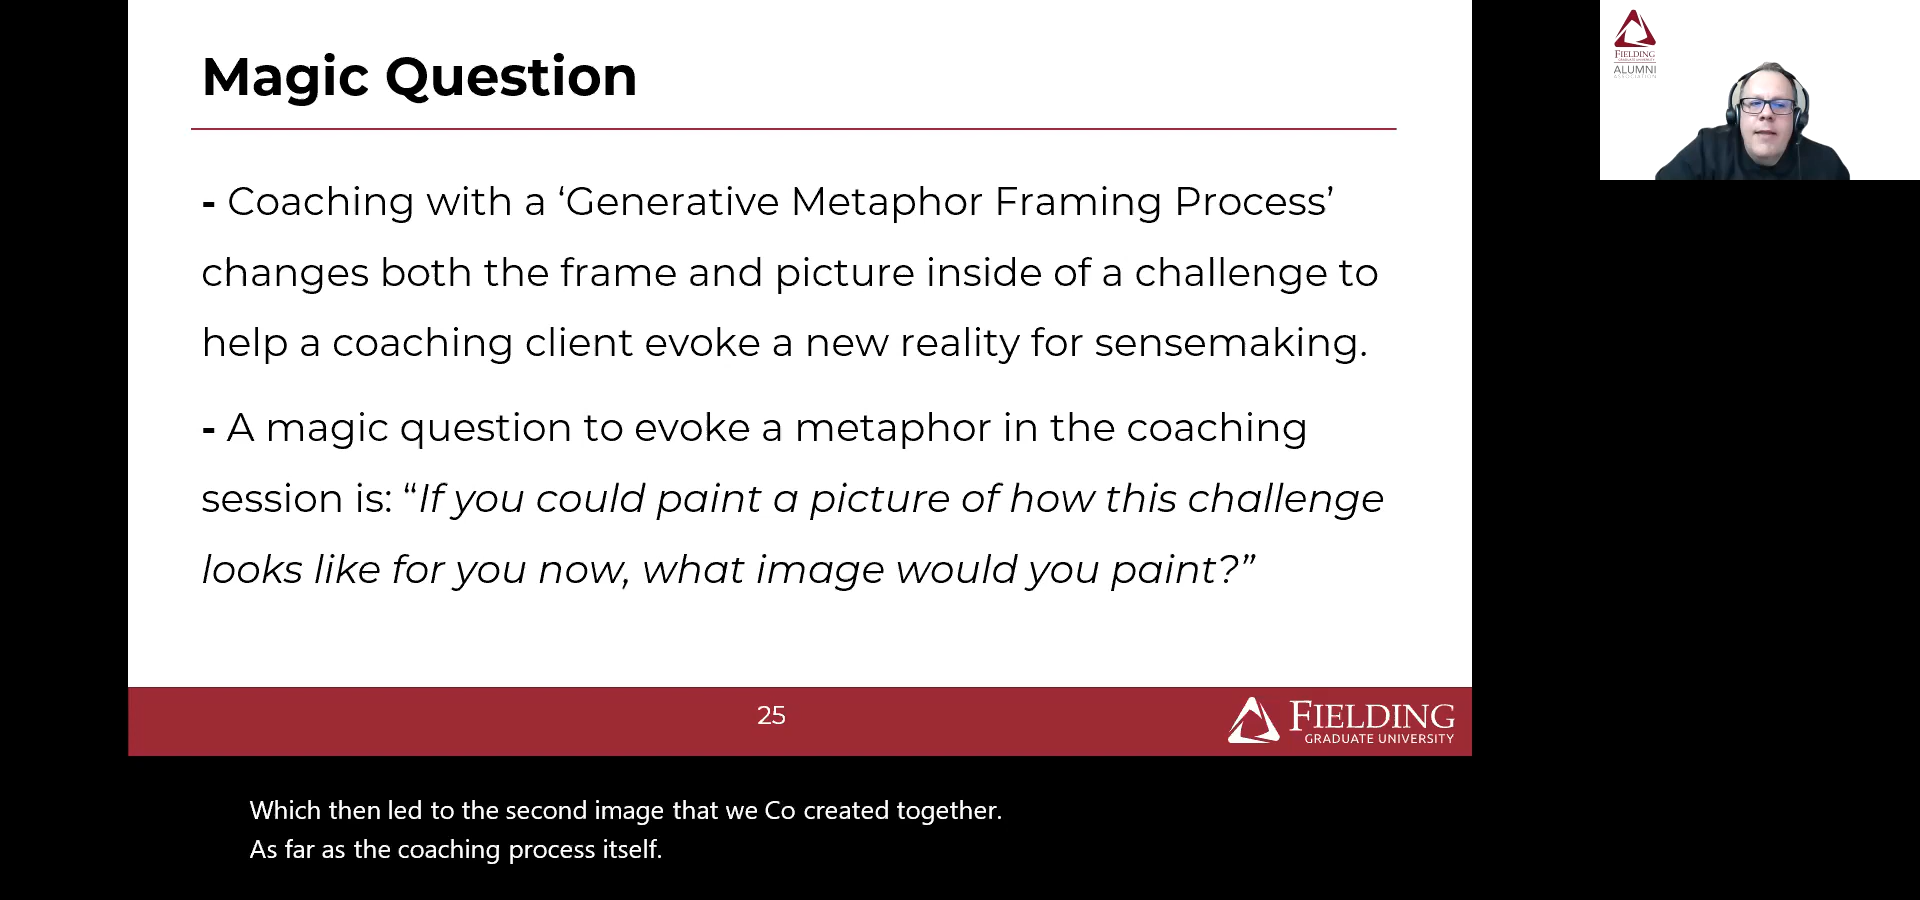 Magic Question
- Coaching with a ‘Generative Metaphor Framing Process’
changes both the frame and picture inside of a challenge to
help a coaching client evoke a new reality for sensemaking.
- A magic question to evoke a metaphor in the coaching
session is: “If you could paint a picture of how this challenge
looks like for you now, what image would you paint?”
25
FIELDING
GRADUATE UNIVERSITY
FIELDING
GRADUATE UNIVERSITY
ALUMNI
ASSOCIATION
Which then led to the second image that we Co created together.
As far as the coaching process itself.